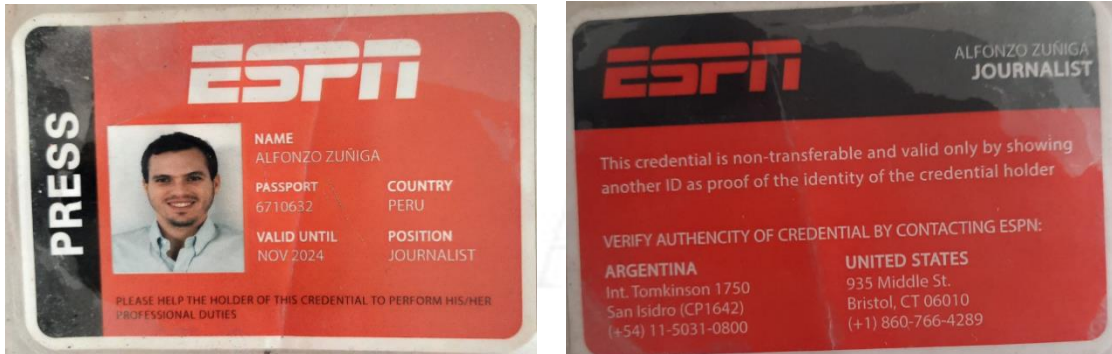 ESPN
PRESS
NAME
ALFONZO ZUÑIGA
PASSPORT
6710632
COUNTRY
PERU
VALID UNTIL
NOV 2024
POSITION
JOURNALIST
PLEASE HELP THE HOLDER OF THIS CREDENTIAL TO PERFORM HIS/HER
PROFESSIONAL DUTIES
ESPN
ALFONZO ZUÑIGA
JOURNALIST
This credential is non-transferable and valid only by showing
another ID as proof of the identity of the credential holder
VERIFY AUTHENCITY OF CREDENTIAL BY CONTACTING ESPN:
ARGENTINA
Int. Tomkinson 1750
San Isidro (CP1642)
(+54) 11-5031-0800
UNITED STATES
935 Middle St.
Bristol, CT 06010
(+1) 860-766-4289